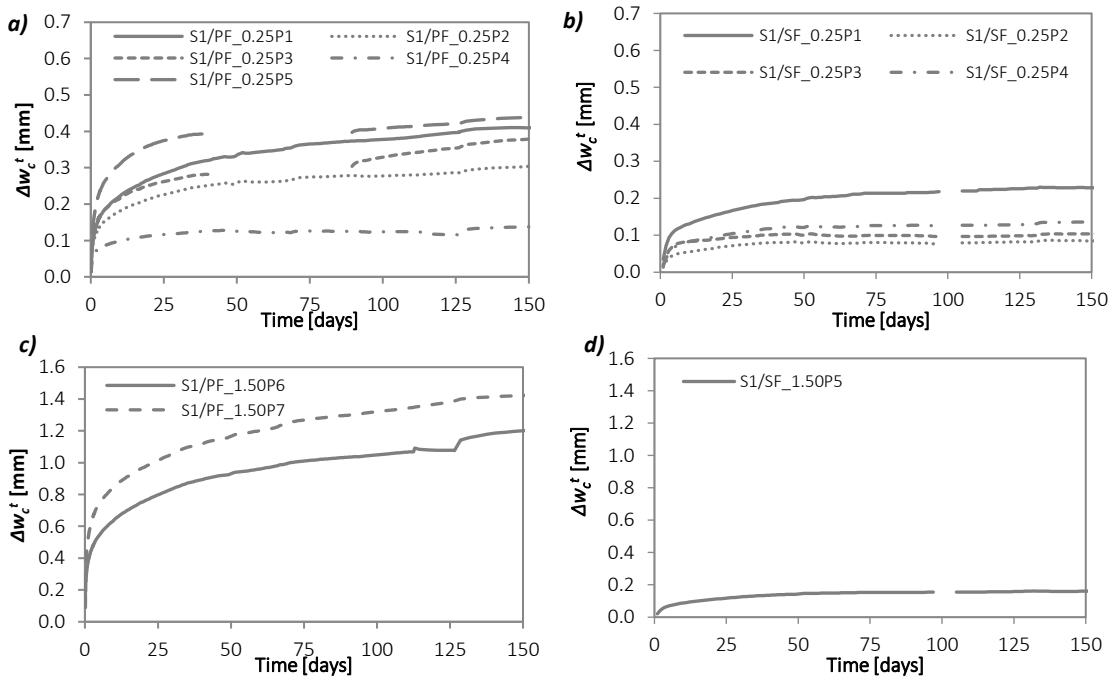 a)
S1/PF_0.25P1 S1/PF_0.25P2
S1/PF_0.25P3 S1/PF_0.25P4
S1/PF_0.25P5
0.7
0.6
0.5
0.4
0.3
0.2
0.1
0.0
Δw_c^t [mm]
0 25 50 75 100 125 150
Time [days]
b)
S1/SF_0.25P1 S1/SF_0.25P2
S1/SF_0.25P3 S1/SF_0.25P4
0.7
0.6
0.5
0.4
0.3
0.2
0.1
0.0
Δw_c^t [mm]
0 25 50 75 100 125 150
Time [days]
c)
S1/PF_1.50P6
S1/PF_1.50P7
1.6
1.4
1.2
1.0
0.8
0.6
0.4
0.2
0.0
Δw_c^t [mm]
0 25 50 75 100 125 150
Time [days]
d)
S1/SF_1.50P5
1.6
1.4
1.2
1.0
0.8
0.6
0.4
0.2
0.0
Δw_c^t [mm]
0 25 50 75 100 125 150
Time [days]